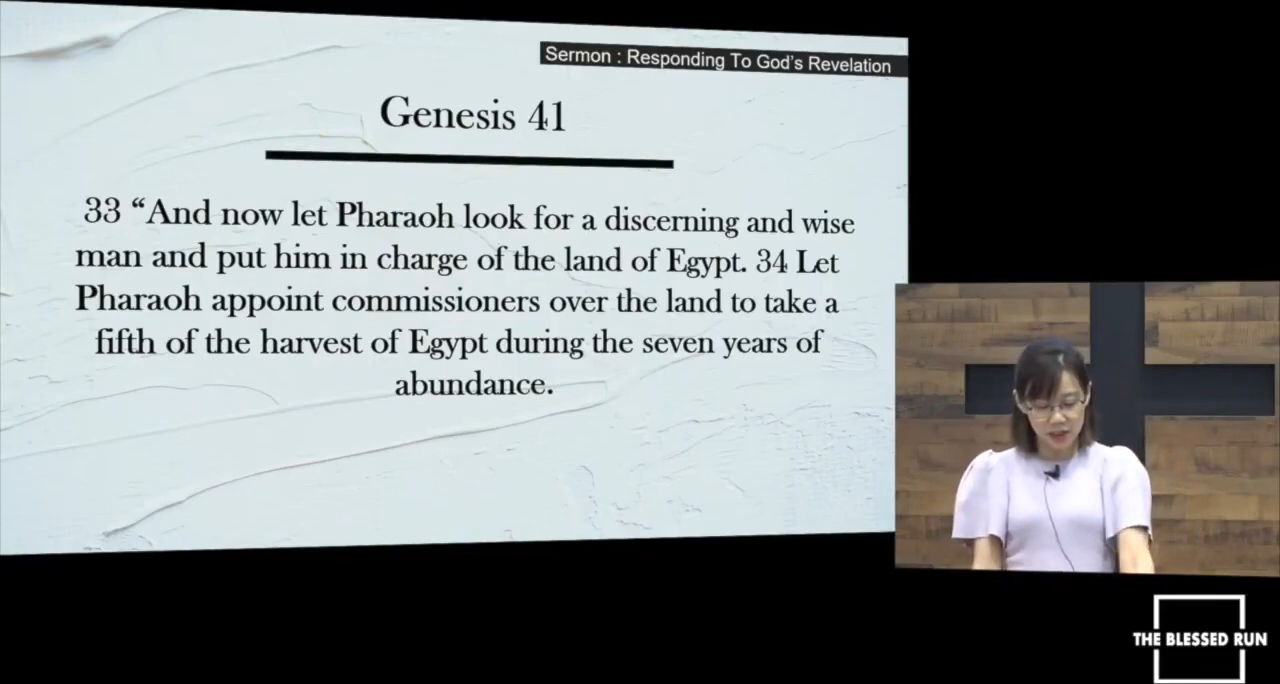 Sermon : Responding To God's Revelation
Genesis 41
33 “And now let Pharaoh look for a discerning and wise
man and put him in charge of the land of Egypt. 34 Let
Pharaoh appoint commissioners over the land to take a
fifth of the harvest of Egypt during the seven years of
abundance.
THE BLESSED RUN